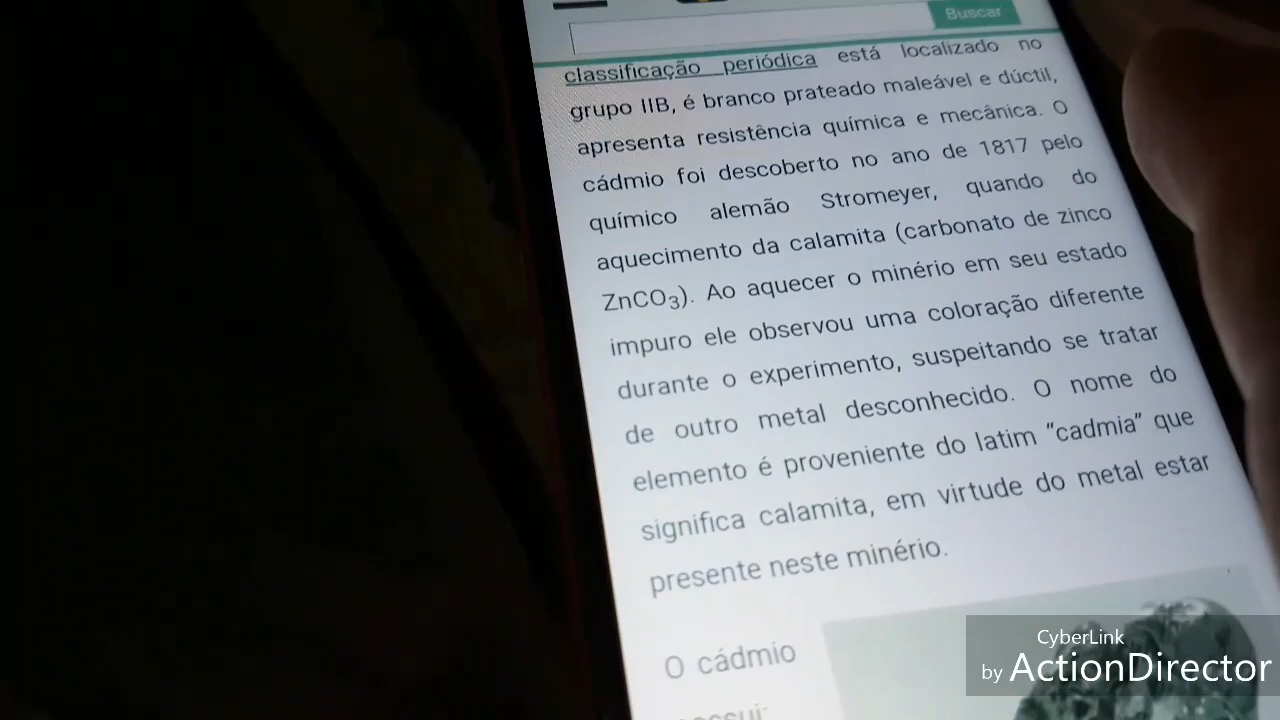 Buscar
classificação periódica está localizado no
grupo IIB, é branco prateado maleável e dúctil,
apresenta resistência química e mecânica. O
cádmio foi descoberto no ano de 1817 pelo
químico alemão Stromeyer, quando do
aquecimento da calamita (carbonato de zinco
ZnCO₃). Ao aquecer o minério em seu estado
impuro ele observou uma coloração diferente
durante o experimento, suspeitando se tratar
de outro metal desconhecido. O nome do
elemento é proveniente do latim “cadmia” que
significa calamita, em virtude do metal estar
presente neste minério.
O cádmio
CyberLink
by ActionDirector